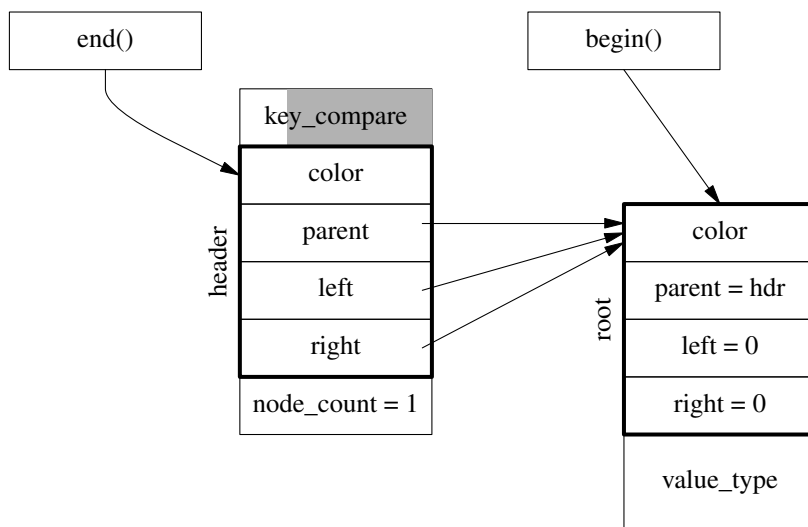 end()
begin()
key_compare
color
parent
left
right
header
node_count = 1
color
parent = hdr
left = 0
right = 0
root
value_type